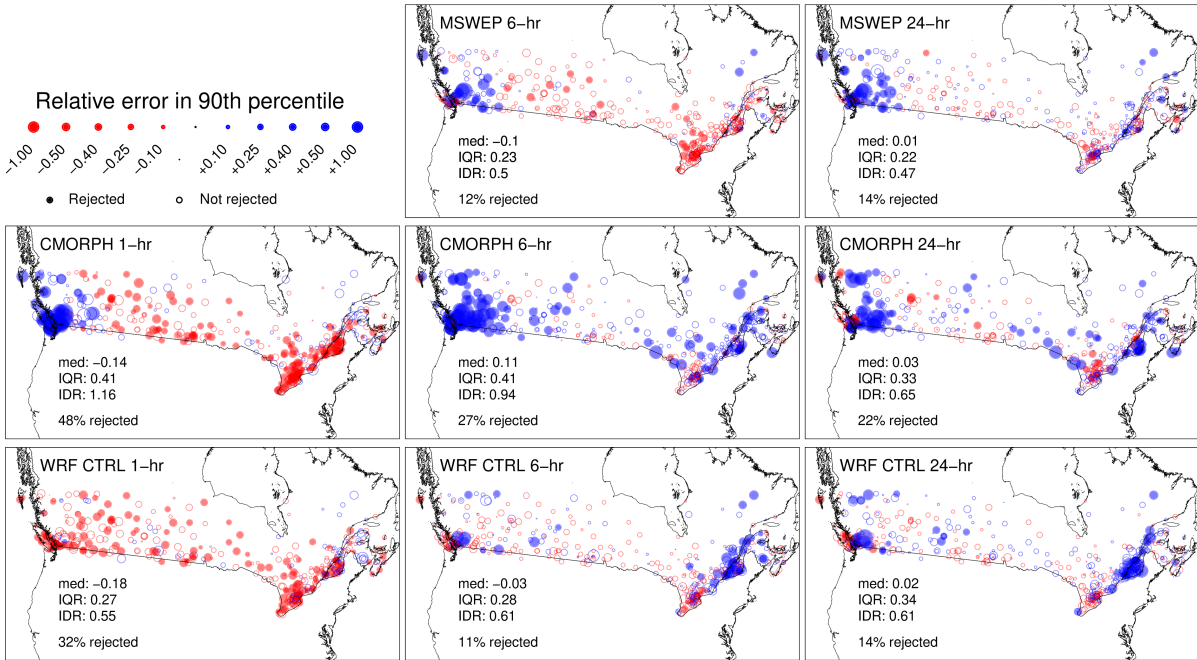 Relative error in 90th percentile
−1.00 −0.50 −0.40 −0.25 −0.10 +0.10 +0.25 +0.40 +0.50 +1.00
Rejected Not rejected
MSWEP 6−hr
med: −0.1
IQR: 0.23
IDR: 0.5
12% rejected
MSWEP 24−hr
med: 0.01
IQR: 0.22
IDR: 0.47
14% rejected
CMORPH 1−hr
med: −0.14
IQR: 0.41
IDR: 1.16
48% rejected
CMORPH 6−hr
med: 0.11
IQR: 0.41
IDR: 0.94
27% rejected
CMORPH 24−hr
med: 0.03
IQR: 0.33
IDR: 0.65
22% rejected
WRF CTRL 1−hr
med: −0.18
IQR: 0.27
IDR: 0.55
32% rejected
WRF CTRL 6−hr
med: −0.03
IQR: 0.28
IDR: 0.61
11% rejected
WRF CTRL 24−hr
med: 0.02
IQR: 0.34
IDR: 0.61
14% rejected